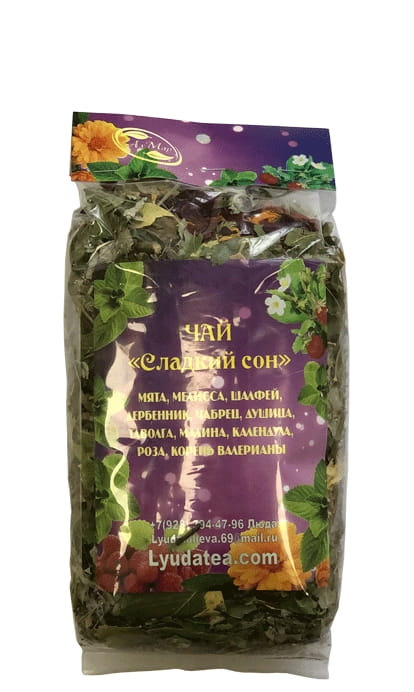 ЧАЙ
«Сладкий сон»
МЯТА, МЕЛИССА, ШАЛФЕЙ,
ДЕРБЕННИК, ЧАБРЕЦ, ДУШИЦА,
ТАВОЛГА, МАЛИНА, КАЛЕНДУЛА,
РОЗА, КОРЕНЬ ВАЛЕРИАНЫ
94-47-96 Люда
Lyudatea.com